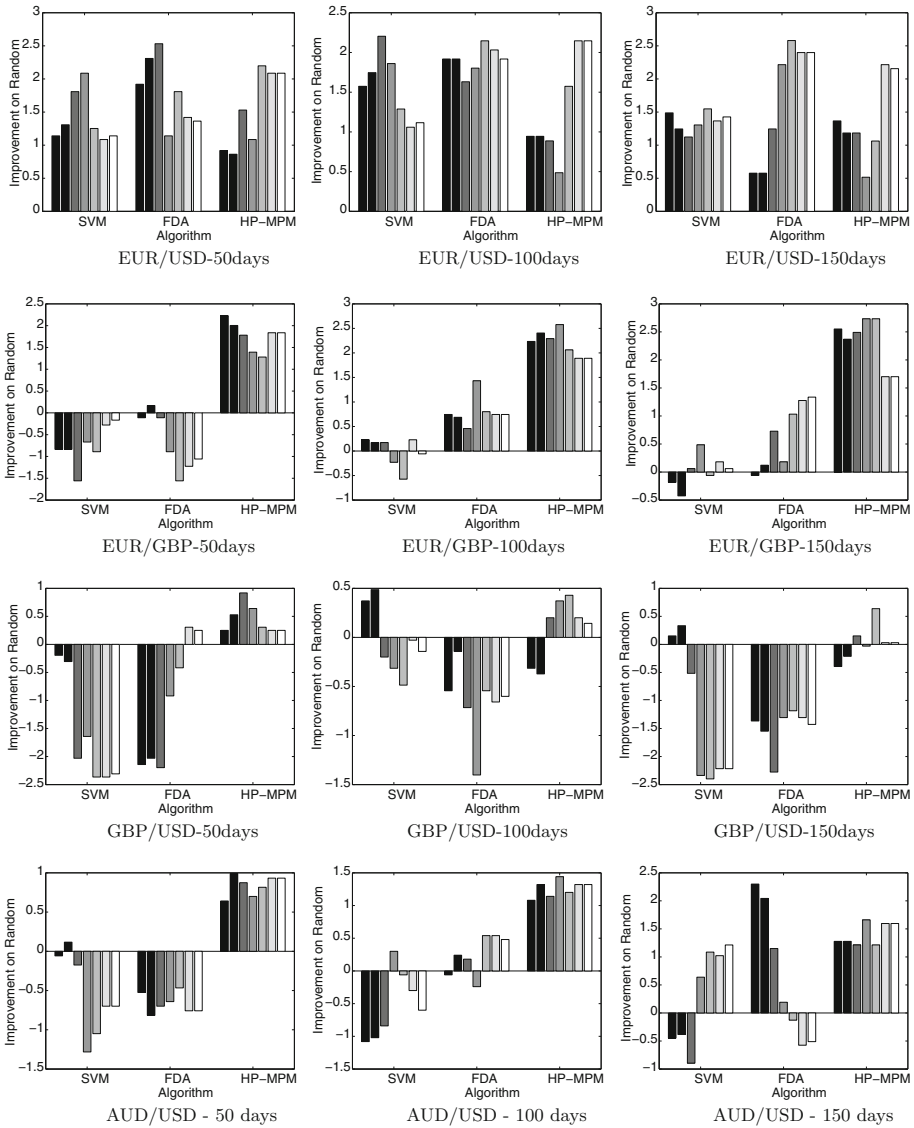 Improvement on Random
3
2.5
2
1.5
1
0.5
0
SVM FDA HP−MPM
Algorithm
EUR/USD-50days
Improvement on Random
2.5
2
1.5
1
0.5
0
SVM FDA HP−MPM
Algorithm
EUR/USD-100days
Improvement on Random
3
2.5
2
1.5
1
0.5
0
SVM FDA HP−MPM
Algorithm
EUR/USD-150days
Improvement on Random
2.5
2
1.5
1
0.5
0
−0.5
−1
−1.5
−2
SVM FDA HP−MPM
Algorithm
EUR/GBP-50days
Improvement on Random
3
2.5
2
1.5
1
0.5
0
−0.5
−1
SVM FDA HP−MPM
Algorithm
EUR/GBP-100days
Improvement on Random
3
2.5
2
1.5
1
0.5
0
−0.5
SVM FDA HP−MPM
Algorithm
EUR/GBP-150days
Improvement on Random
1
0.5
0
−0.5
−1
−1.5
−2
−2.5
SVM FDA HP−MPM
Algorithm
GBP/USD-50days
Improvement on Random
0.5
0
−0.5
−1
−1.5
SVM FDA HP−MPM
Algorithm
GBP/USD-100days
Improvement on Random
1
0.5
0
−0.5
−1
−1.5
−2
−2.5
SVM FDA HP−MPM
Algorithm
GBP/USD-150days
Improvement on Random
1
0.5
0
−0.5
−1
−1.5
SVM FDA HP−MPM
Algorithm
AUD/USD - 50 days
Improvement on Random
1.5
1
0.5
0
−0.5
−1
−1.5
SVM FDA HP−MPM
Algorithm
AUD/USD - 100 days
Improvement on Random
2.5
2
1.5
1
0.5
0
−0.5
−1
SVM FDA HP−MPM
Algorithm
AUD/USD - 150 days